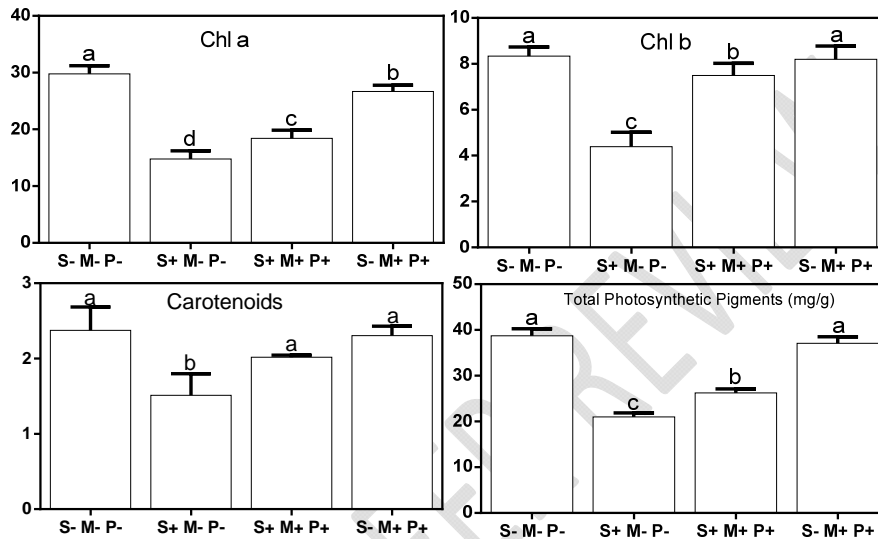 Chl a
40
30
20
10
0
a
d
c
b
S- M- P- S+ M- P- S+ M+ P+ S- M+ P+
Chl b
8
6
4
2
0
a
c
b
a
S- M- P- S+ M- P- S+ M+ P+ S- M+ P+
Carotenoids
3
2
1
0
a
b
a
a
S- M- P- S+ M- P- S+ M+ P+ S- M+ P+
Total Photosynthetic Pigments (mg/g)
50
40
30
20
10
0
a
c
b
a
S- M- P- S+ M- P- S+ M+ P+ S- M+ P+